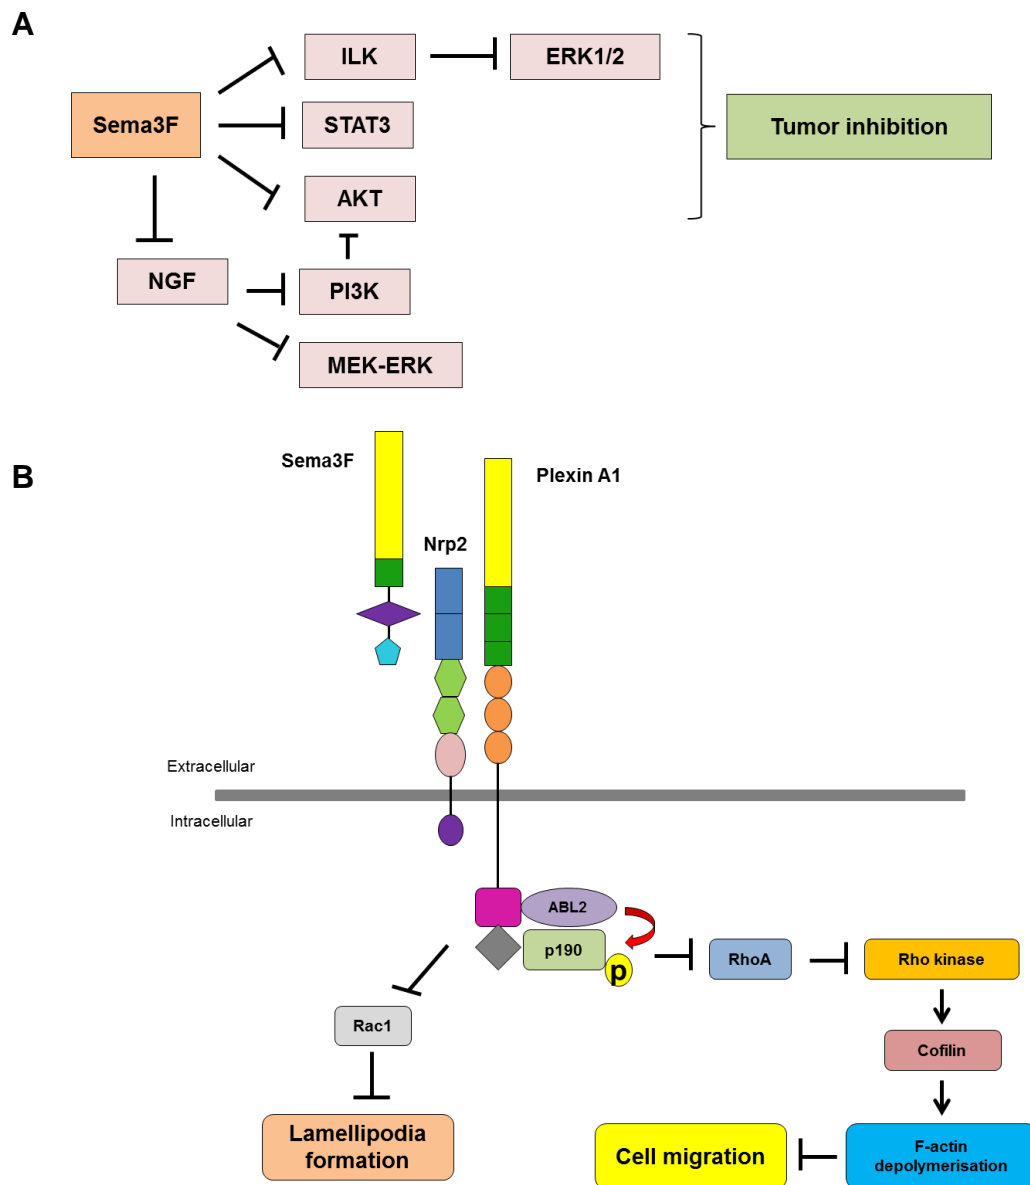 A
ILK
ERK1/2
Sema3F
STAT3
Tumor inhibition
AKT
NGF
PI3K
MEK-ERK
B
Sema3F
Plexin A1
Nrp2
Extracellular
Intracellular
ABL2
p190
p
RhoA
Rho kinase
Rac1
Cofilin
Lamellipodia
formation
Cell migration
F-actin
depolymerisation